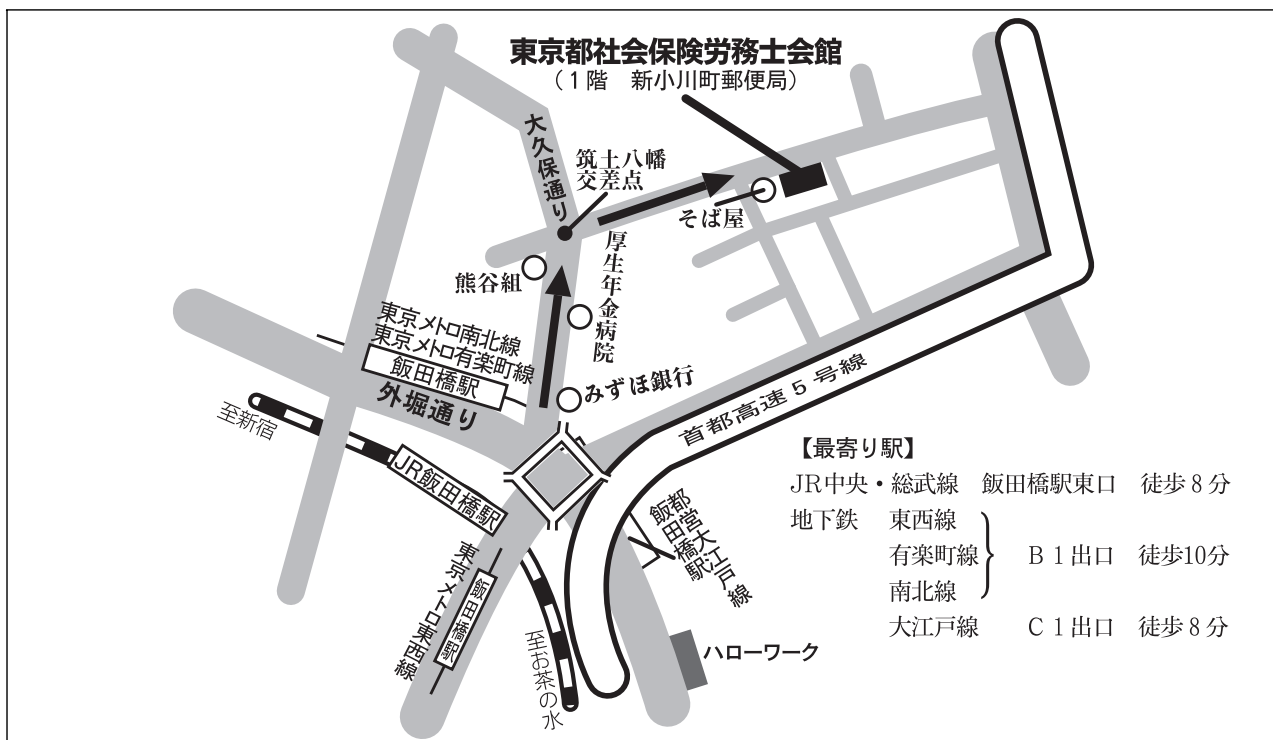 東京都社会保険労務士会館
（1階　新小川町郵便局）
大久保通り
筑土八幡
交差点
そば屋
熊谷組
厚生年金病院
東京メトロ南北線
東京メトロ有楽町線
飯田橋駅
みずほ銀行
外堀通り
至新宿
JR飯田橋駅
首都高速5号線
都営大江戸線
飯田橋駅
東京メトロ東西線
飯田橋駅
至お茶の水
ハローワーク
【最寄り駅】
JR中央・総武線　飯田橋駅東口　徒歩8分
地下鉄　東西線
有楽町線　B1出口　徒歩10分
南北線
大江戸線　C1出口　徒歩8分